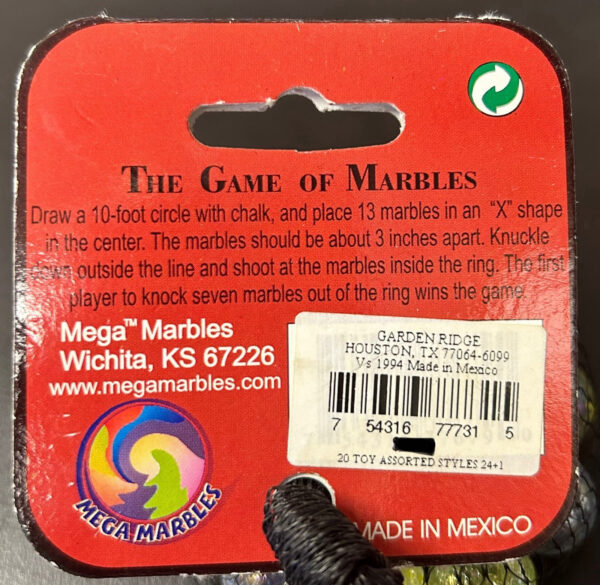 THE GAME OF MARBLES
Draw a 10-foot circle with chalk, and place 13 marbles in an "X" shape
in the center. The marbles should be about 3 inches apart. Knuckle
down outside the line and shoot at the marbles inside the ring. The first
player to knock seven marbles out of the ring wins the game
Mega™ Marbles
Wichita, KS 67226
www.megamarbles.com
GARDEN RIDGE
HOUSTON, TX 77064-6099
Vs 1994 Made in Mexico
7 54316 77731 5
20 TOY ASSORTED STYLES 24+1
MEGA MARBLES
MADE IN MEXICO